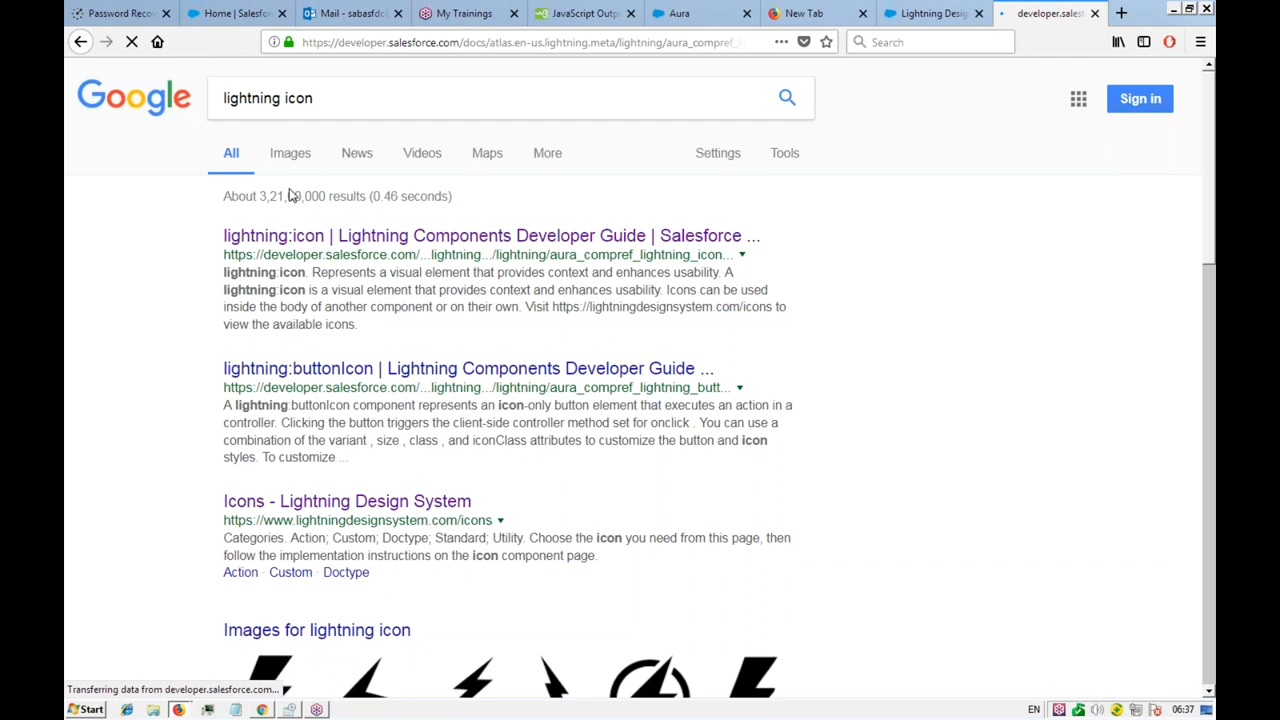 Password Recov
Home | Salesforc
Mail - sabasfdc
My Trainings
JavaScript Outp
Aura
New Tab
Lightning Desig
developer.sales
https://developer.salesforce.com/docs/atlas.en-us.lightning.meta/lightning/aura_compref_li
Search
Google
lightning icon
Sign in
All
Images
News
Videos
Maps
More
Settings
Tools
About 3,21, 9,000 results (0.46 seconds)
lightning:icon | Lightning Components Developer Guide | Salesforce ...
https://developer.salesforce.com/...lightning.../lightning/aura_compref_lightning_icon...
lightning:icon. Represents a visual element that provides context and enhances usability. A
lightning:icon is a visual element that provides context and enhances usability. Icons can be used
inside the body of another component or on their own. Visit https://lightningdesignsystem.com/icons to
view the available icons.
lightning:buttonIcon | Lightning Components Developer Guide ...
https://developer.salesforce.com/...lightning.../lightning/aura_compref_lightning_butt...
A lightning:buttonIcon component represents an icon-only button element that executes an action in a
controller. Clicking the button triggers the client-side controller method set for onclick . You can use a
combination of the variant , size , class , and iconClass attributes to customize the button and icon
styles. To customize ...
Icons - Lightning Design System
https://www.lightningdesignsystem.com/icons
Categories. Action; Custom; Doctype; Standard; Utility. Choose the icon you need from this page, then
follow the implementation instructions on the icon component page.
Action · Custom · Doctype
Images for lightning icon
Transferring data from developer.salesforce.com...
Start
EN
06:37